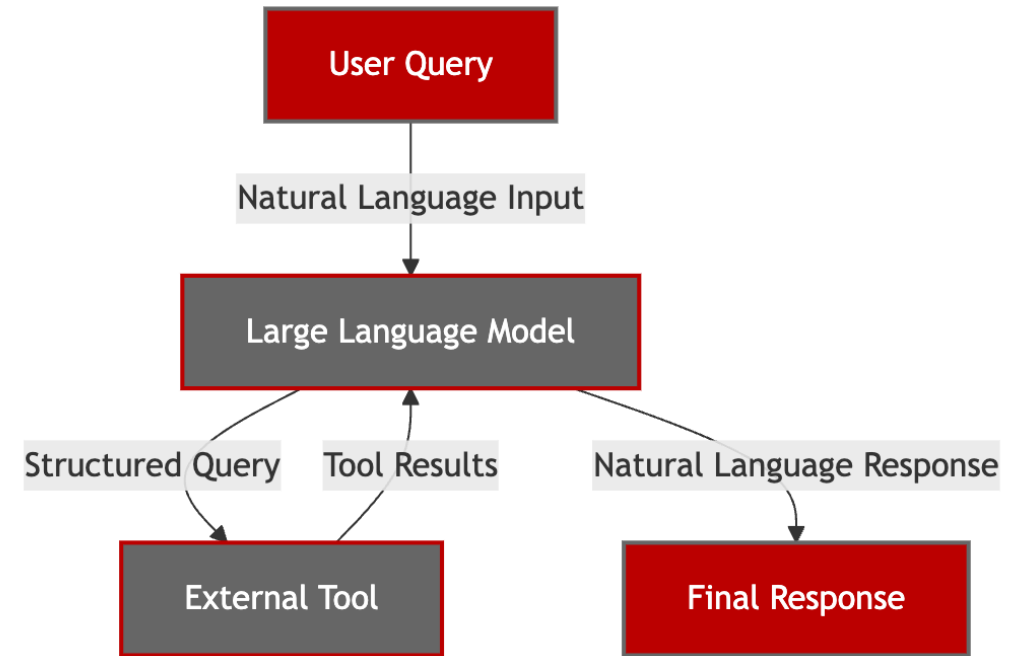 User Query
Natural Language Input
Large Language Model
Structured Query
Tool Results
Natural Language Response
External Tool
Final Response